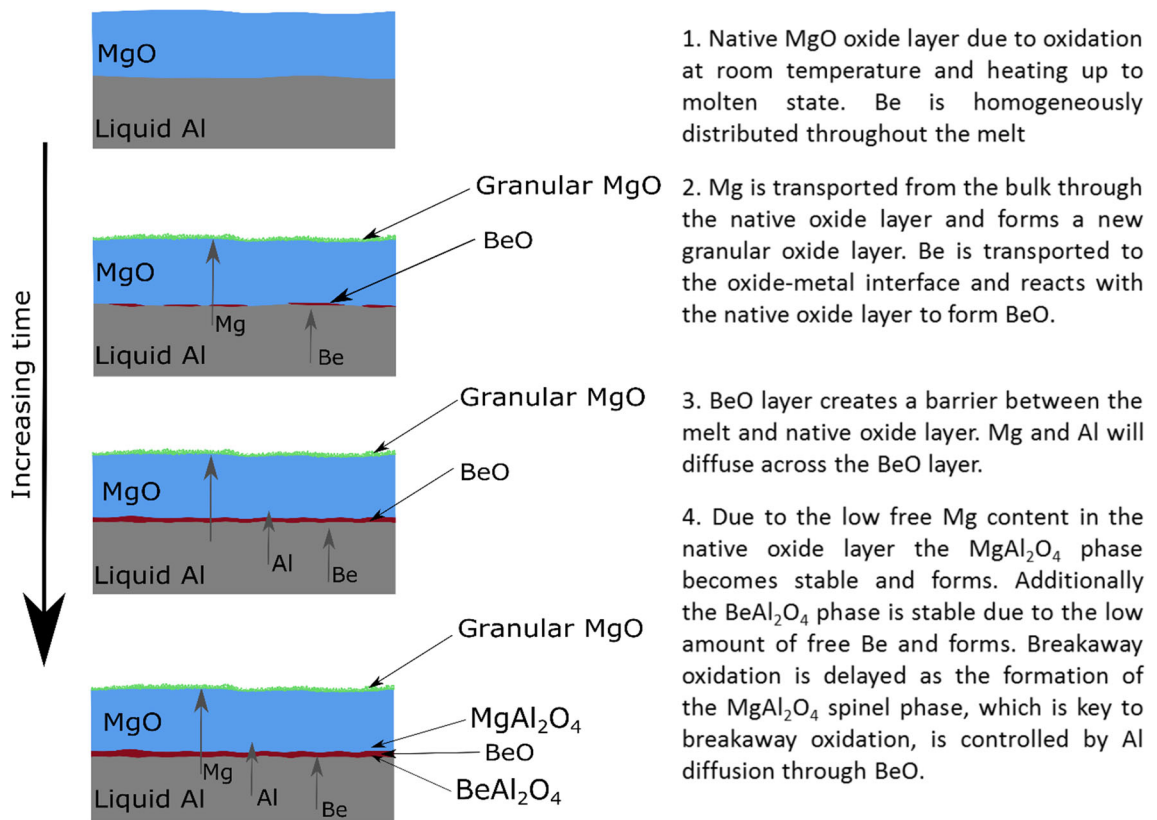 MgO
Liquid Al
1. Native MgO oxide layer due to oxidation
at room temperature and heating up to
molten state. Be is homogeneously
distributed throughout the melt
Increasing time
Granular MgO
BeO
MgO
Mg
Liquid Al
Be
2. Mg is transported from the bulk through
the native oxide layer and forms a new
granular oxide layer. Be is transported to
the oxide-metal interface and reacts with
the native oxide layer to form BeO.
Granular MgO
BeO
MgO
Al
Liquid Al
Be
3. BeO layer creates a barrier between the
melt and native oxide layer. Mg and Al will
diffuse across the BeO layer.
Granular MgO
MgO
MgAl₂O₄
BeO
BeAl₂O₄
Mg
Al
Be
Liquid Al
4. Due to the low free Mg content in the
native oxide layer the MgAl₂O₄ phase
becomes stable and forms. Additionally
the BeAl₂O₄ phase is stable due to the low
amount of free Be and forms. Breakaway
oxidation is delayed as the formation of
the MgAl₂O₄ spinel phase, which is key to
breakaway oxidation, is controlled by Al
diffusion through BeO.